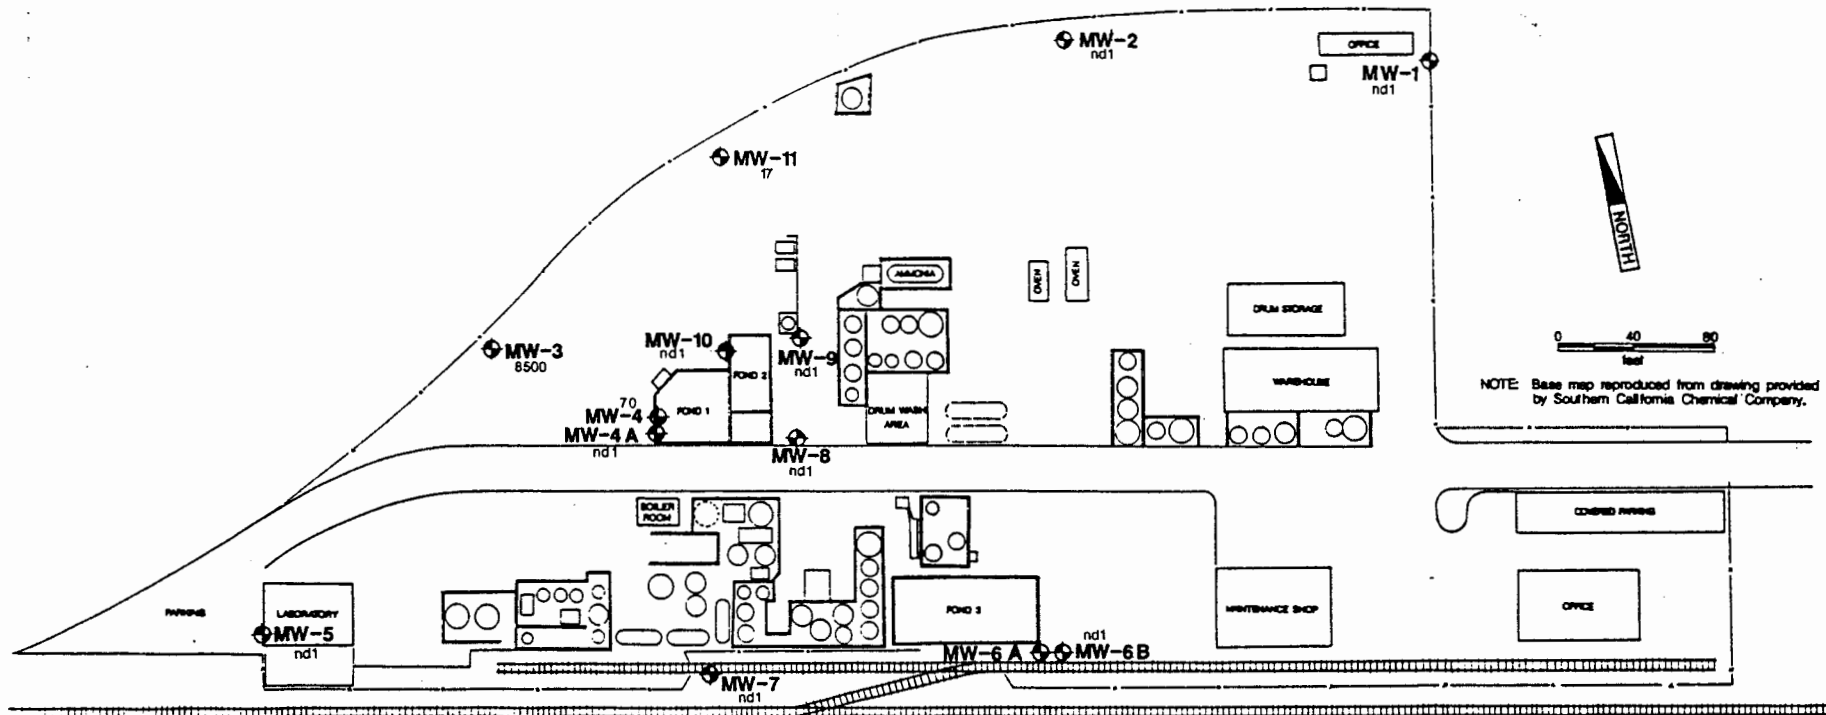 MW-2
nd1
OFFICE
MW-1
nd1
MW-11
17
NORTH
AMMONIA
OVEN
OVEN
DRUM STORAGE
0 40 80
feet
NOTE: Base map reproduced from drawing provided
by Southern California Chemical Company.
MW-3
8500
MW-10
nd1
POND 2
MW-9
nd1
WAREHOUSE
70
MW-4
POND 1
MW-4A
nd1
DRUM WASH
AREA
MW-8
nd1
BOILER
ROOM
COVERED PARKING
PARKING
LABORATORY
MW-5
nd1
POND 3
MAINTENANCE SHOP
OFFICE
nd1
MW-6A
MW-6B
MW-7
nd1